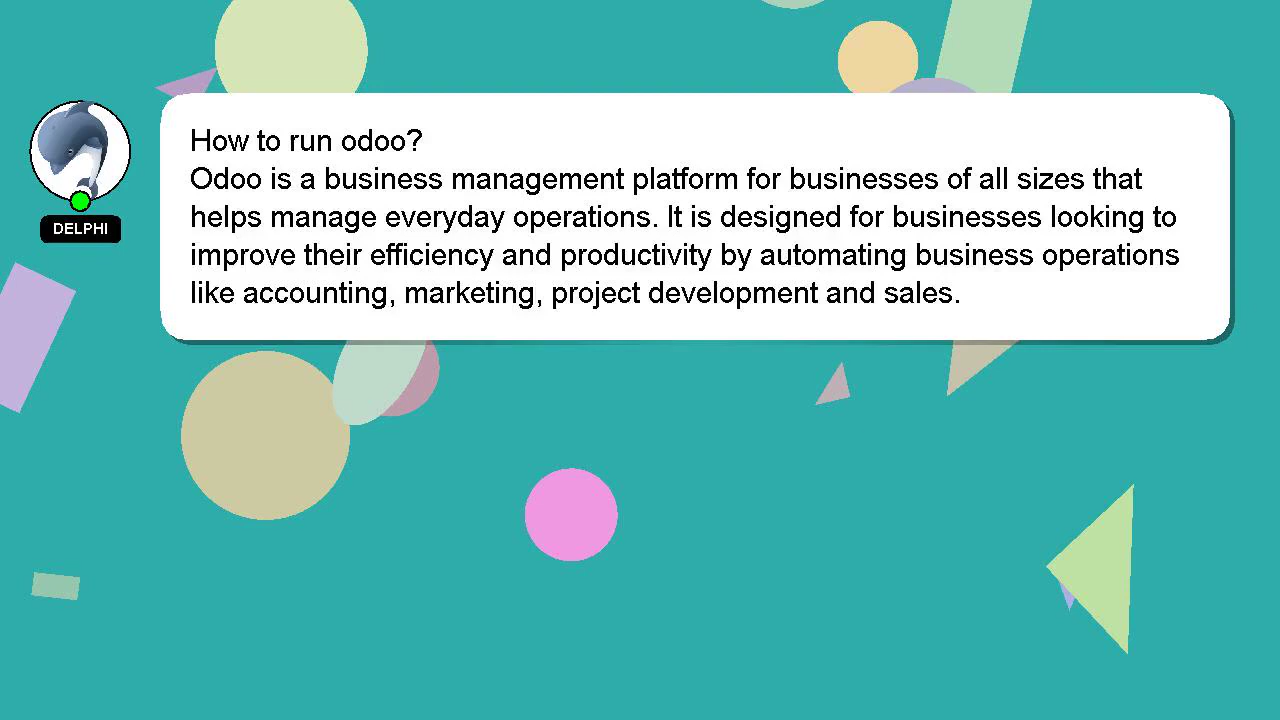 How to run odoo?
Odoo is a business management platform for businesses of all sizes that
helps manage everyday operations. It is designed for businesses looking to
improve their efficiency and productivity by automating business operations
like accounting, marketing, project development and sales.
DELPHI